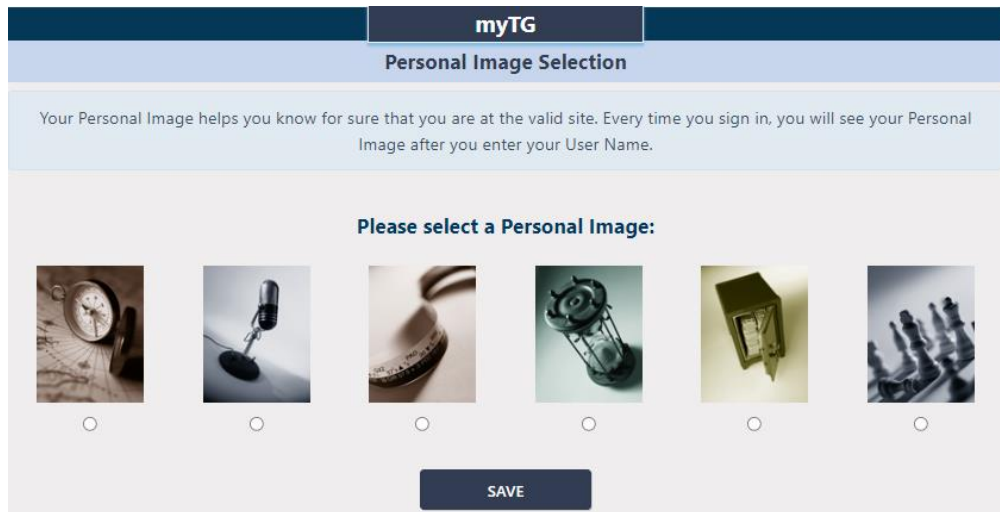 myTG
Personal Image Selection
Your Personal Image helps you know for sure that you are at the valid site. Every time you sign in, you will see your Personal
Image after you enter your User Name.
Please select a Personal Image:
SAVE